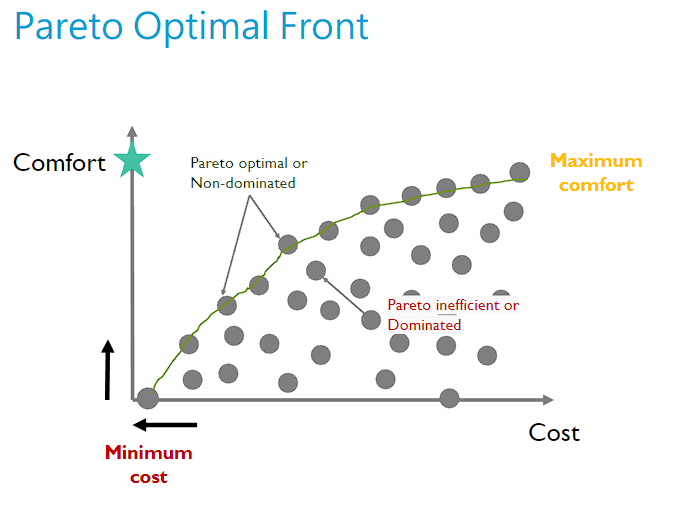 Pareto Optimal Front
Comfort
Pareto optimal or
Non-dominated
Maximum
comfort
Pareto inefficient or
Dominated
Cost
Minimum
cost